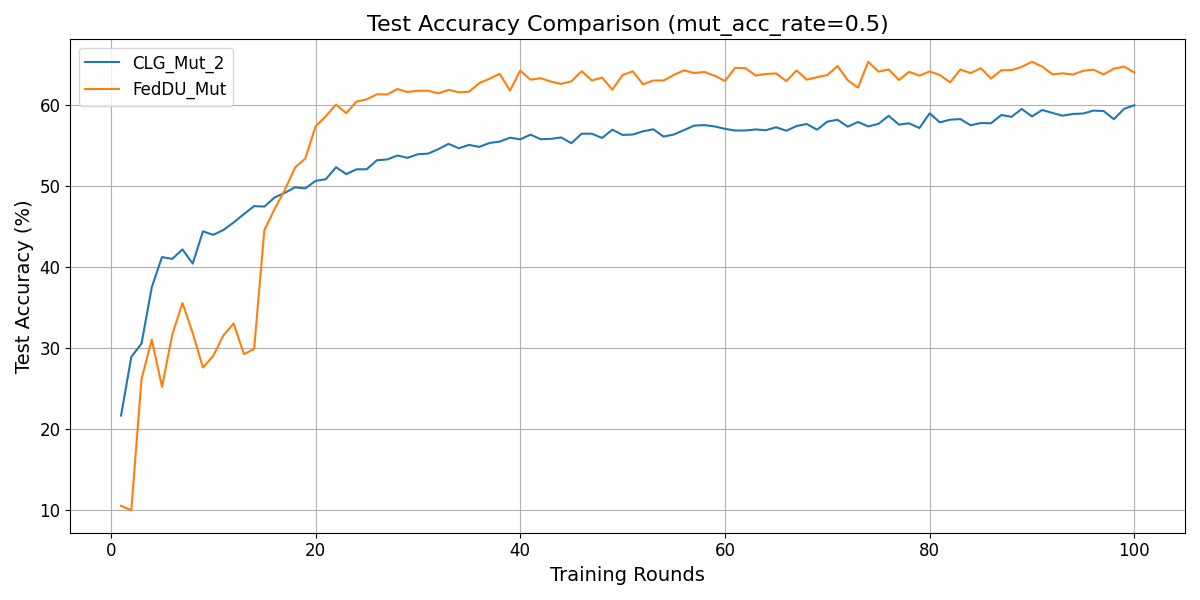 Test Accuracy Comparison (mut_acc_rate=0.5)
CLG_Mut_2
FedDU_Mut
Test Accuracy (%)
60
50
40
30
20
10
0 20 40 60 80 100
Training Rounds